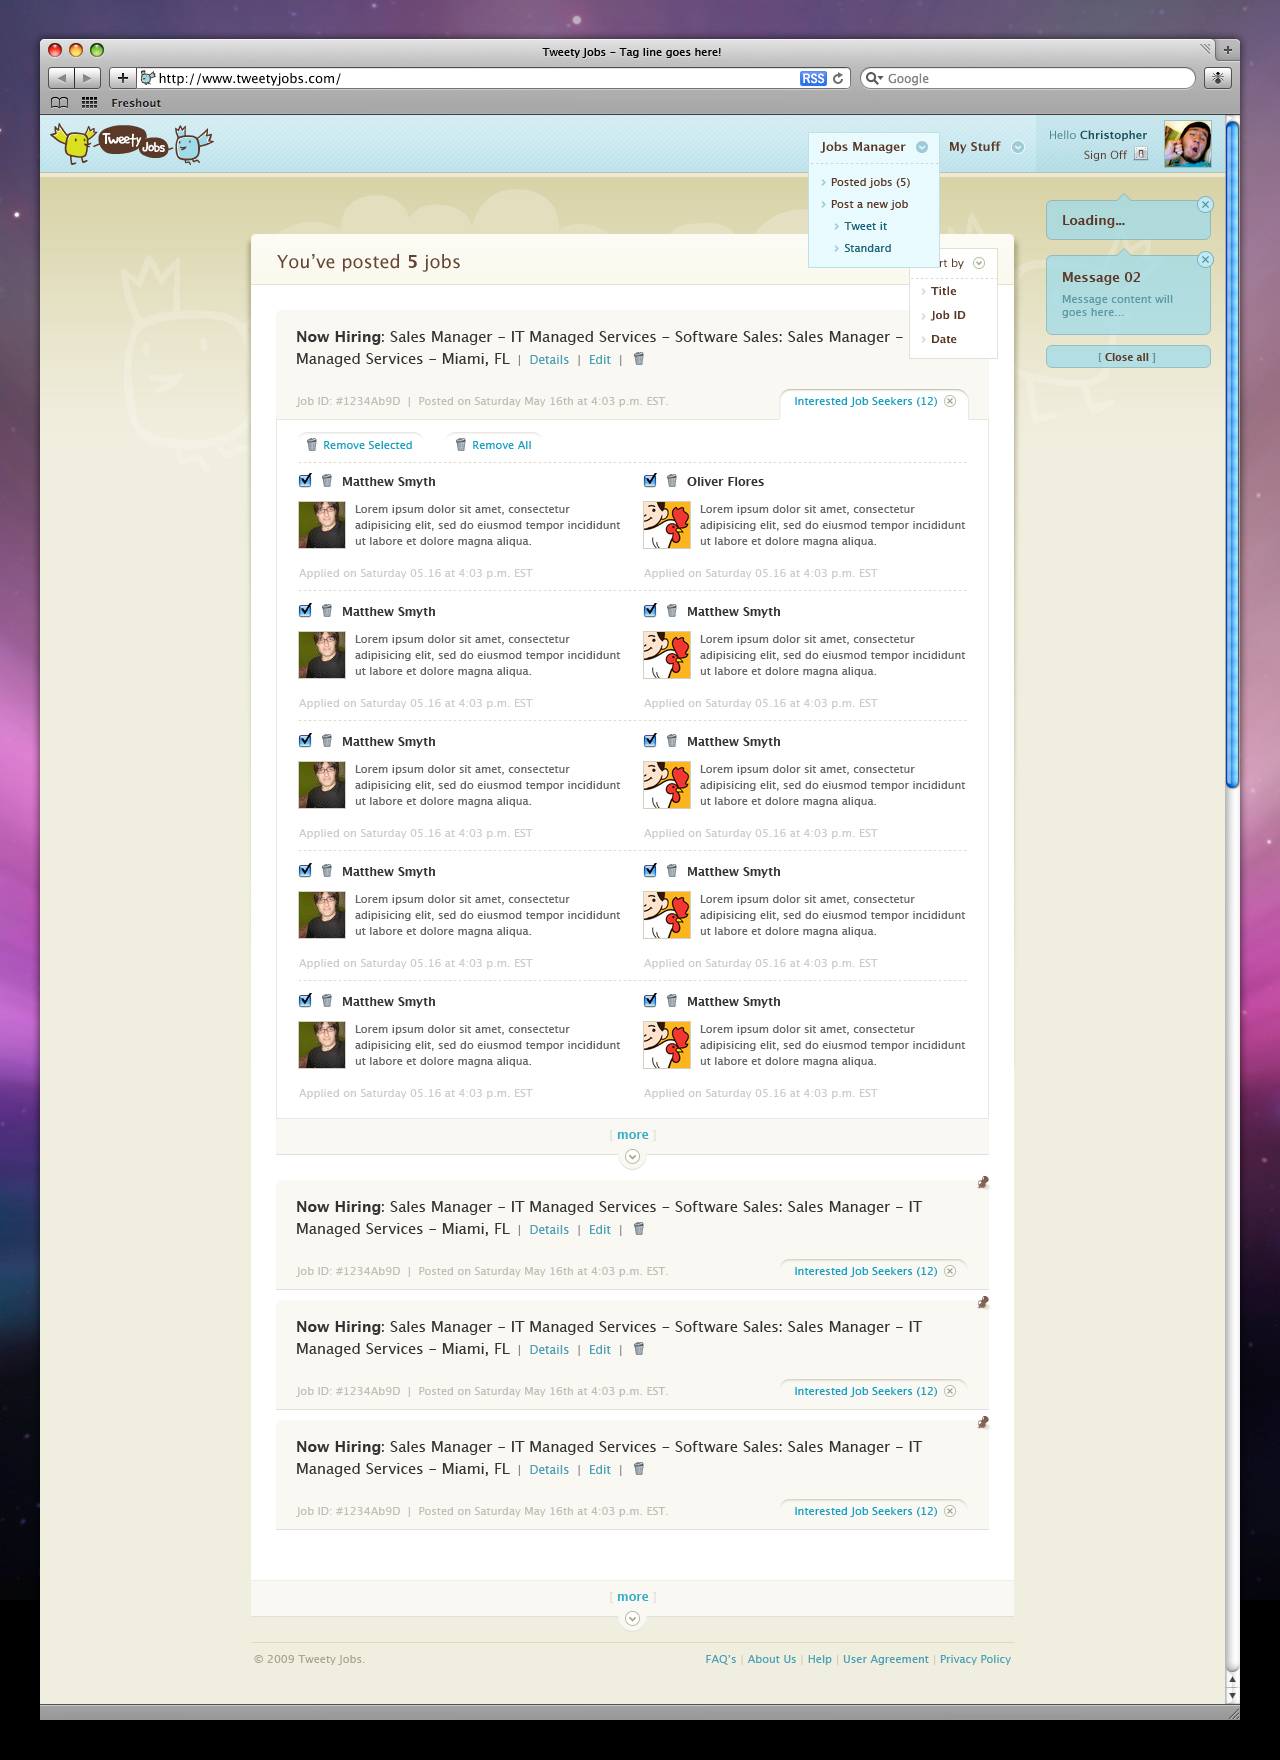 Tweety Jobs – Tag line goes here!
http://www.tweetyjobs.com/
RSS
Google
Freshout
Tweety Jobs
Jobs Manager
My Stuff
Hello Christopher
Sign Off
Posted jobs (5)
Post a new job
Tweet it
Standard
Loading...
Message 02
Message content will
goes here...
[ Close all ]
You've posted 5 jobs
rt by
Title
Job ID
Date
Now Hiring: Sales Manager – IT Managed Services – Software Sales: Sales Manager –
Managed Services – Miami, FL | Details | Edit |
Job ID: #1234Ab9D | Posted on Saturday May 16th at 4:03 p.m. EST.
Interested Job Seekers (12)
Remove Selected
Remove All
Matthew Smyth
Lorem ipsum dolor sit amet, consectetur
adipisicing elit, sed do eiusmod tempor incididunt
ut labore et dolore magna aliqua.
Applied on Saturday 05.16 at 4:03 p.m. EST
Oliver Flores
Lorem ipsum dolor sit amet, consectetur
adipisicing elit, sed do eiusmod tempor incididunt
ut labore et dolore magna aliqua.
Applied on Saturday 05.16 at 4:03 p.m. EST
Matthew Smyth
Lorem ipsum dolor sit amet, consectetur
adipisicing elit, sed do eiusmod tempor incididunt
ut labore et dolore magna aliqua.
Applied on Saturday 05.16 at 4:03 p.m. EST
Matthew Smyth
Lorem ipsum dolor sit amet, consectetur
adipisicing elit, sed do eiusmod tempor incididunt
ut labore et dolore magna aliqua.
Applied on Saturday 05.16 at 4:03 p.m. EST
Matthew Smyth
Lorem ipsum dolor sit amet, consectetur
adipisicing elit, sed do eiusmod tempor incididunt
ut labore et dolore magna aliqua.
Applied on Saturday 05.16 at 4:03 p.m. EST
Matthew Smyth
Lorem ipsum dolor sit amet, consectetur
adipisicing elit, sed do eiusmod tempor incididunt
ut labore et dolore magna aliqua.
Applied on Saturday 05.16 at 4:03 p.m. EST
Matthew Smyth
Lorem ipsum dolor sit amet, consectetur
adipisicing elit, sed do eiusmod tempor incididunt
ut labore et dolore magna aliqua.
Applied on Saturday 05.16 at 4:03 p.m. EST
Matthew Smyth
Lorem ipsum dolor sit amet, consectetur
adipisicing elit, sed do eiusmod tempor incididunt
ut labore et dolore magna aliqua.
Applied on Saturday 05.16 at 4:03 p.m. EST
Matthew Smyth
Lorem ipsum dolor sit amet, consectetur
adipisicing elit, sed do eiusmod tempor incididunt
ut labore et dolore magna aliqua.
Applied on Saturday 05.16 at 4:03 p.m. EST
Matthew Smyth
Lorem ipsum dolor sit amet, consectetur
adipisicing elit, sed do eiusmod tempor incididunt
ut labore et dolore magna aliqua.
Applied on Saturday 05.16 at 4:03 p.m. EST
[ more ]
Now Hiring: Sales Manager – IT Managed Services – Software Sales: Sales Manager – IT
Managed Services – Miami, FL | Details | Edit |
Job ID: #1234Ab9D | Posted on Saturday May 16th at 4:03 p.m. EST.
Interested Job Seekers (12)
Now Hiring: Sales Manager – IT Managed Services – Software Sales: Sales Manager – IT
Managed Services – Miami, FL | Details | Edit |
Job ID: #1234Ab9D | Posted on Saturday May 16th at 4:03 p.m. EST.
Interested Job Seekers (12)
Now Hiring: Sales Manager – IT Managed Services – Software Sales: Sales Manager – IT
Managed Services – Miami, FL | Details | Edit |
Job ID: #1234Ab9D | Posted on Saturday May 16th at 4:03 p.m. EST.
Interested Job Seekers (12)
[ more ]
© 2009 Tweety Jobs.
FAQ's | About Us | Help | User Agreement | Privacy Policy